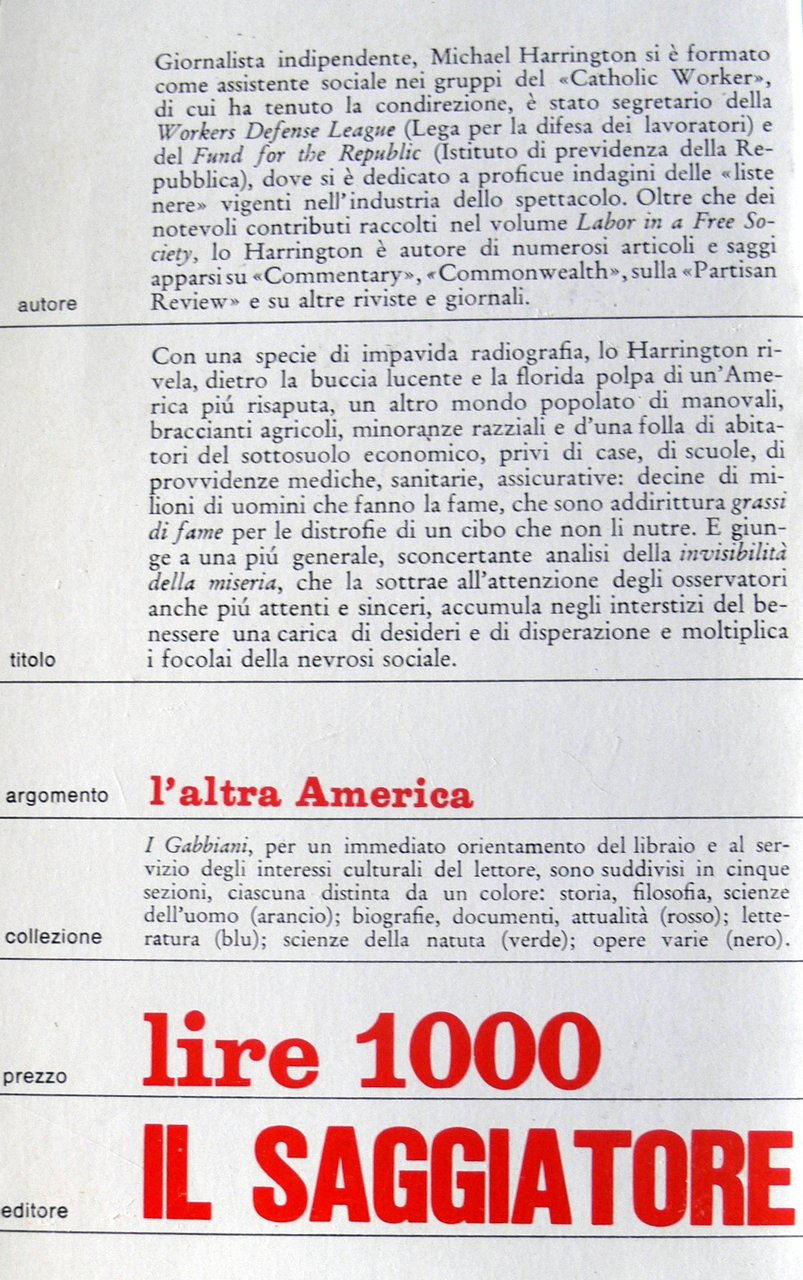 Giornalista indipendente, Michael Harrington si è formato
come assistente sociale nei gruppi del «Catholic Worker»,
di cui ha tenuto la condirezione, è stato segretario della
Workers Defense League (Lega per la difesa dei lavoratori) e
del Fund for the Republic (Istituto di previdenza della Re-
pubblica), dove si è dedicato a proficue indagini delle «liste
nere» vigenti nell'industria dello spettacolo. Oltre che dei
notevoli contributi raccolti nel volume Labor in a Free So-
ciety, lo Harrington è autore di numerosi articoli e saggi
apparsi su «Commentary», «Commonwealth», sulla «Partisan
autore Review» e su altre riviste e giornali.
Con una specie di impavida radiografia, lo Harrington ri-
vela, dietro la buccia lucente e la florida polpa di un'Ame-
rica piú risaputa, un altro mondo popolato di manovali,
braccianti agricoli, minoranze razziali e d'una folla di abita-
tori del sottosuolo economico, privi di case, di scuole, di
provvidenze mediche, sanitarie, assicurative: decine di mi-
lioni di uomini che fanno la fame, che sono addirittura grassi
di fame per le distrofie di un cibo che non li nutre. E giun-
ge a una piú generale, sconcertante analisi della invisibilità
della miseria, che la sottrae all'attenzione degli osservatori
anche piú attenti e sinceri, accumula negli interstizi del be-
nessere una carica di desideri e di disperazione e moltiplica
titolo i focolai della nevrosi sociale.
argomento l'altra America
I Gabbiani, per un immediato orientamento del libraio e al ser-
vizio degli interessi culturali del lettore, sono suddivisi in cinque
sezioni, ciascuna distinta da un colore: storia, filosofia, scienze
dell'uomo (arancio); biografie, documenti, attualità (rosso); lette-
collezione ratura (blu); scienze della natuta (verde); opere varie (nero).
prezzo lire 1000
editore IL SAGGIATORE